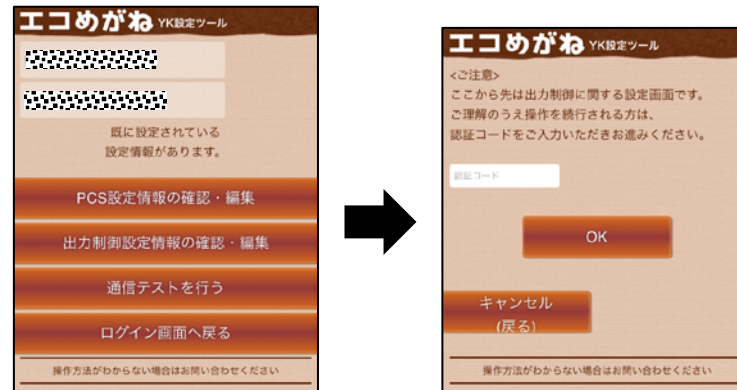 エコめがね YK設定ツール
既に設定されている
設定情報があります。
PCS設定情報の確認・編集
出力制御設定情報の確認・編集
通信テストを行う
ログイン画面へ戻る
操作方法がわからない場合はお問い合わせください
エコめがね YK設定ツール
<ご注意>
ここから先は出力制御に関する設定画面です。
ご理解のうえ操作を続行される方は、
認証コードをご入力いただきお進みください。
認証コード
OK
キャンセル
(戻る)
操作方法がわからない場合はお問い合わせください